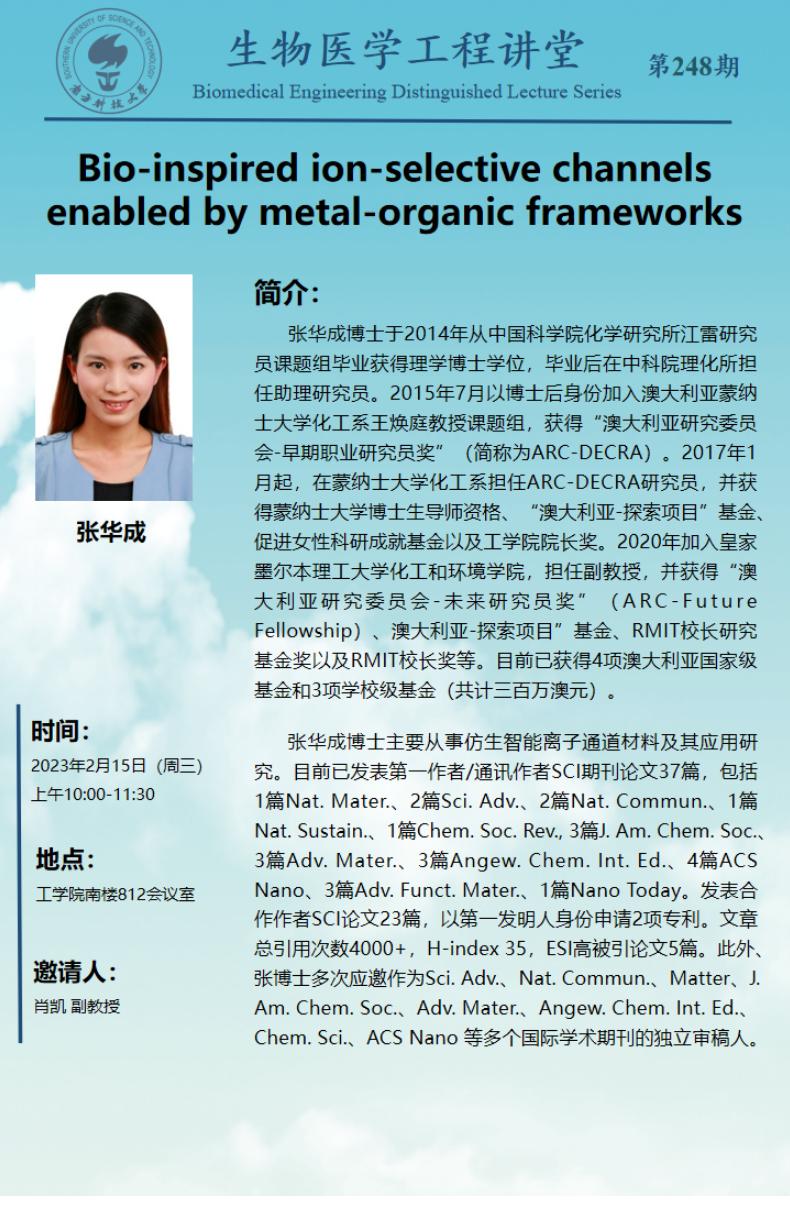 SOUTHERN UNIVERSITY OF SCIENCE AND TECHNOLOGY
南方科技大学
生物医学工程讲堂
第248期
Biomedical Engineering Distinguished Lecture Series
Bio-inspired ion-selective channels
enabled by metal-organic frameworks
张华成
简介：
张华成博士于2014年从中国科学院化学研究所江雷研究
员课题组毕业获得理学博士学位，毕业后在中科院理化所担
任助理研究员。2015年7月以博士后身份加入澳大利亚蒙纳
士大学化工系王焕庭教授课题组，获得“澳大利亚研究委员
会-早期职业研究员奖”（简称为ARC-DECRA）。2017年1
月起，在蒙纳士大学化工系担任ARC-DECRA研究员，并获
得蒙纳士大学博士生导师资格、“澳大利亚-探索项目”基金、
促进女性科研成就基金以及工学院院长奖。2020年加入皇家
墨尔本理工大学化工和环境学院，担任副教授，并获得“澳
大利亚研究委员会-未来研究员奖”（ARC-Future
Fellowship）、澳大利亚-探索项目”基金、RMIT校长研究
基金奖以及RMIT校长奖等。目前已获得4项澳大利亚国家级
基金和3项学校级基金（共计三百万澳元）。
张华成博士主要从事仿生智能离子通道材料及其应用研
究。目前已发表第一作者/通讯作者SCI期刊论文37篇，包括
1篇Nat. Mater.、2篇Sci. Adv.、2篇Nat. Commun.、1篇
Nat. Sustain.、1篇Chem. Soc. Rev., 3篇J. Am. Chem. Soc.、
3篇Adv. Mater.、3篇Angew. Chem. Int. Ed.、4篇ACS
Nano、3篇Adv. Funct. Mater.、1篇Nano Today。发表合
作作者SCI论文23篇，以第一发明人身份申请2项专利。文章
总引用次数4000+，H-index 35，ESI高被引论文5篇。此外、
张博士多次应邀作为Sci. Adv.、Nat. Commun.、Matter、J.
Am. Chem. Soc.、Adv. Mater.、Angew. Chem. Int. Ed.、
Chem. Sci.、ACS Nano 等多个国际学术期刊的独立审稿人。
时间：
2023年2月15日（周三）
上午10:00-11:30
地点：
工学院南楼812会议室
邀请人：
肖凯 副教授